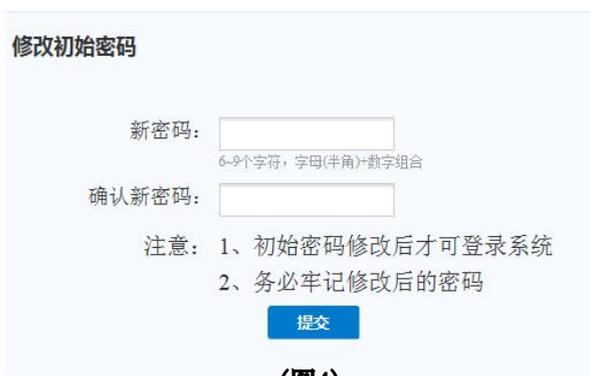 修改初始密码
新密码：
6~9个字符，字母(半角)+数字组合
确认新密码：
注意： 1、初始密码修改后才可登录系统
2、务必牢记修改后的密码
提交